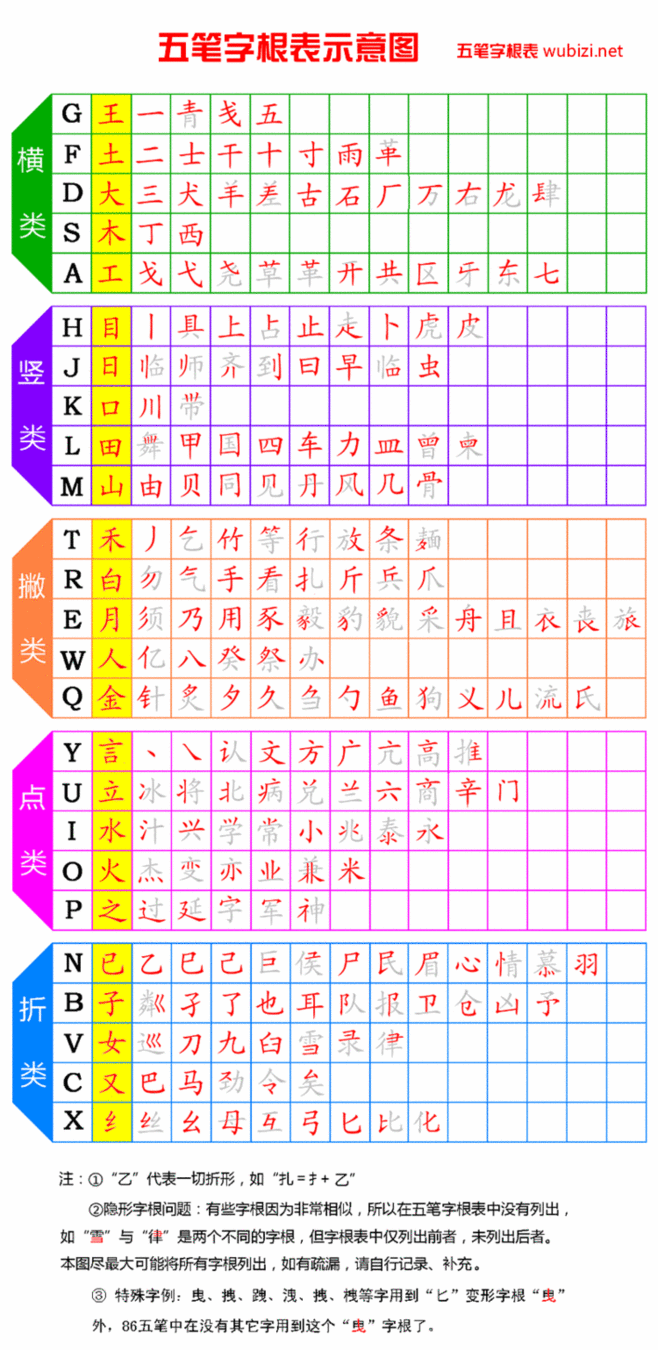 五笔字根表示意图 五笔字根表 wubizi.net
横类
G 王 一 青 戋 五
F 土 二 士 干 十 寸 雨 革
D 大 三 犬 羊 差 古 石 厂 万 右 龙 肆
S 木 丁 西
A 工 戈 弋 尧 草 革 开 共 区 牙 东 七
竖类
H 目 丨 具 上 占 止 走 卜 虎 皮
J 日 临 师 齐 到 曰 早 临 虫
K 口 川 带
L 田 舞 甲 国 四 车 力 皿 曾 柬
M 山 由 贝 同 见 丹 风 几 骨
撇类
T 禾 丿 乞 竹 等 行 放 条 麺
R 白 勿 气 手 看 扎 斤 兵 爪
E 月 须 乃 用 豕 毅 豹 貌 采 舟 且 衣 丧 旅
W 人 亿 八 癸 祭 办
Q 金 针 炙 夕 久 刍 勺 鱼 狗 义 儿 流 氏
点类
Y 言 丶 乀 认 文 方 广 亢 高 推
U 立 冰 将 北 病 兑 兰 六 商 辛 门
I 水 汁 兴 学 常 小 兆 泰 永
O 火 杰 变 亦 业 兼 米
P 之 过 廷 字 军 神
折类
N 已 乙 巳 己 巨 侯 尸 民 眉 心 情 慕 羽
B 子 粼 孑 了 也 耳 队 报 卫 仓 凶 予
V 女 巡 刀 九 臼 雪 录 律
C 又 巴 马 劲 令 矣
X 纟 丝 幺 母 互 弓 匕 比 化
注：①“乙”代表一切折形，如“扎＝扌+ 乙”
②隐形字根问题：有些字根因为非常相似，所以在五笔字根表中没有列出，
如“雪”与“律”是两个不同的字根，但字根表中仅列出前者，未列出后者。
本图尽最大可能将所有字根列出，如有疏漏，请自行记录、补充。
③ 特殊字例：曳、拽、跩、洩、拽、栧等字用到“匕”变形字根“曳”
外，86五笔中在没有其它字用到这个“曳”字根了。